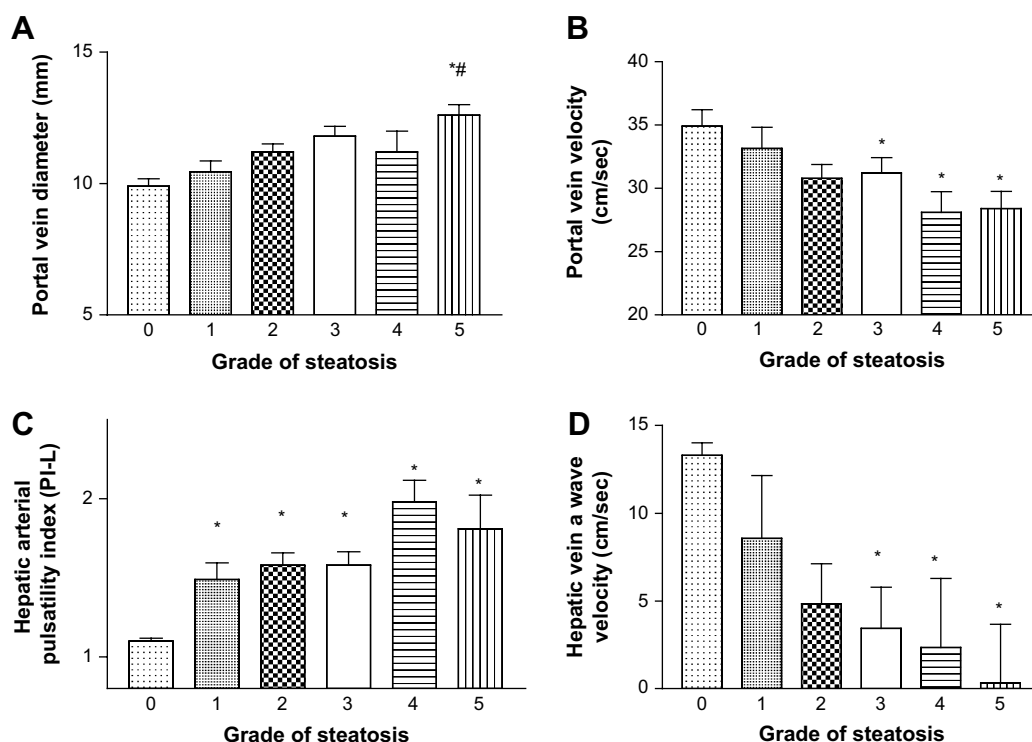 A
Portal vein diameter (mm)
15
10
5
*#
0 1 2 3 4 5
Grade of steatosis
B
Portal vein velocity
(cm/sec)
40
35
30
25
20
* * *
0 1 2 3 4 5
Grade of steatosis
C
Hepatic arterial
pulsatility index (PI-L)
2
1
* * * * *
0 1 2 3 4 5
Grade of steatosis
D
Hepatic vein a wave
velocity (cm/sec)
15
10
5
0
* * *
0 1 2 3 4 5
Grade of steatosis